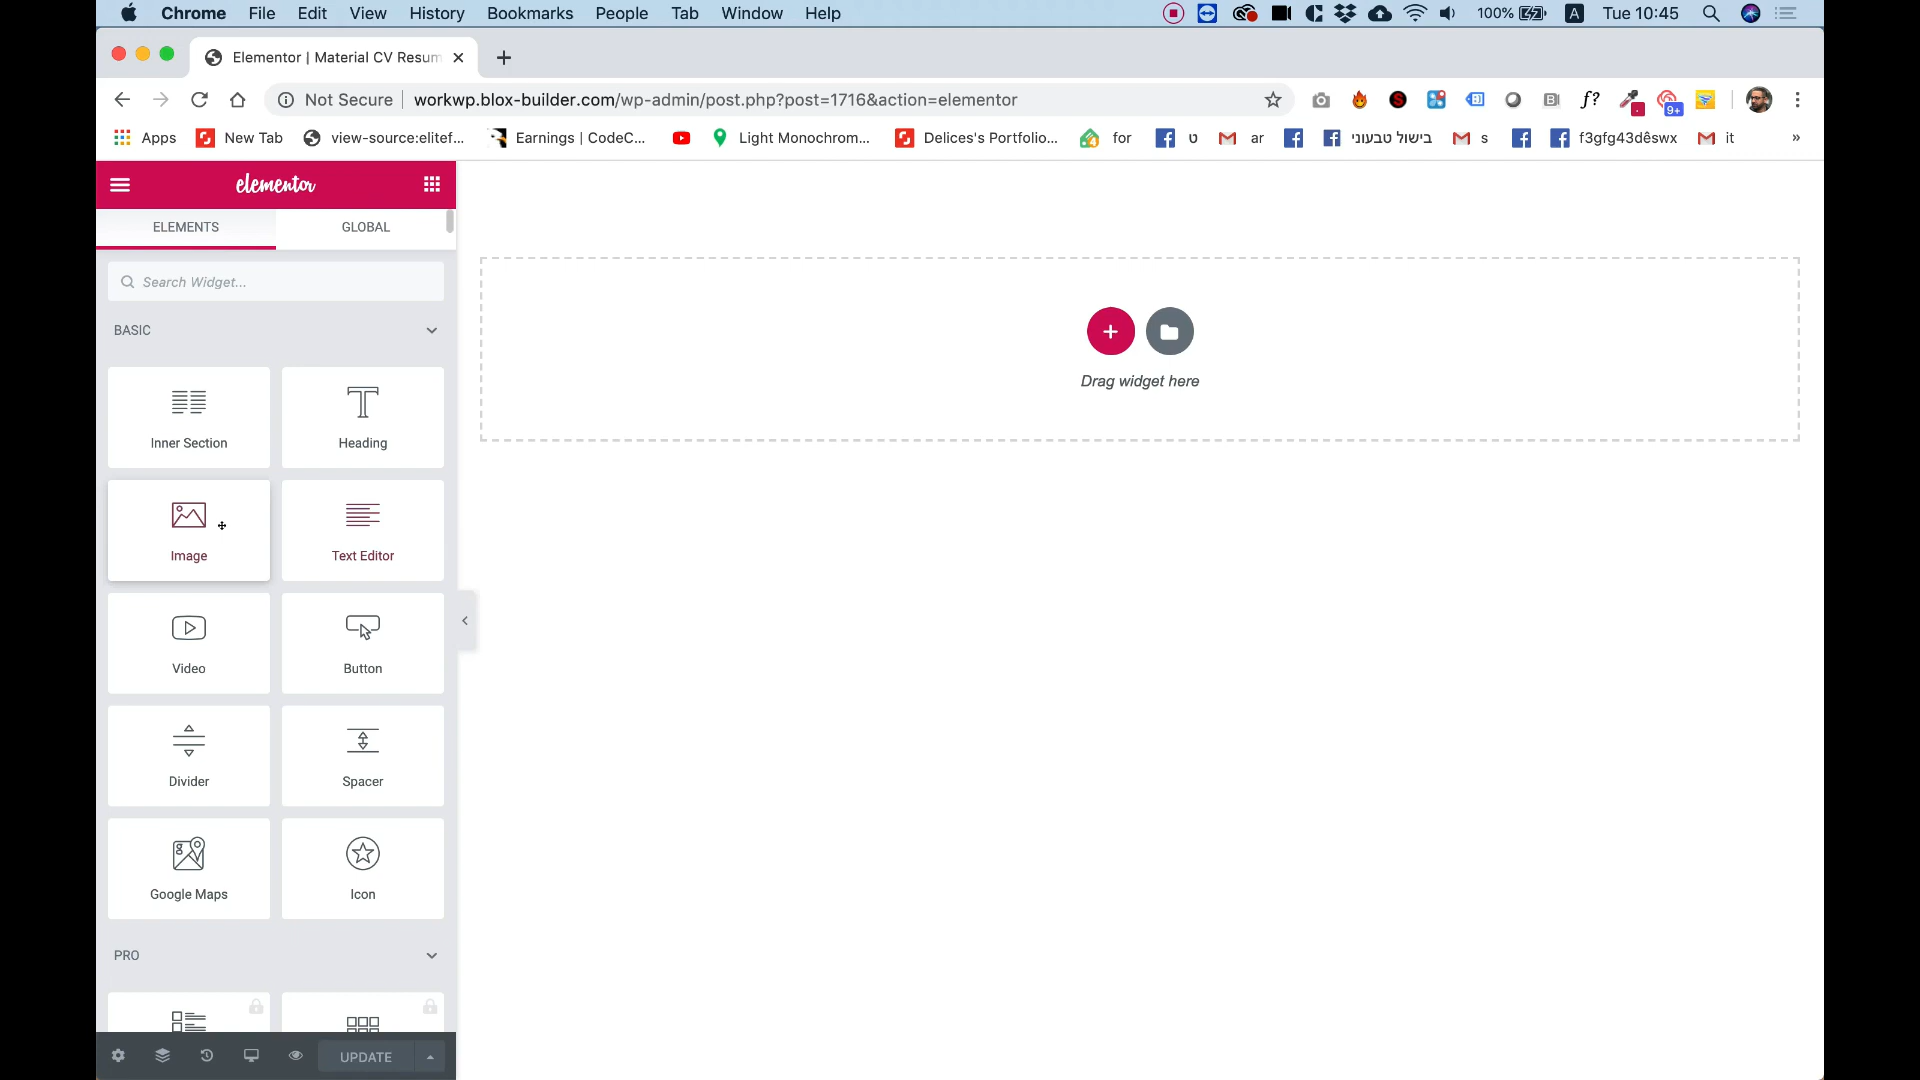 Chrome File Edit View History Bookmarks People Tab Window Help 100% A Tue 10:45
Elementor | Material CV Resum
Not Secure workwp.blox-builder.com/wp-admin/post.php?post=1716&action=elementor f? 9+
Apps New Tab view-source:elitef... Earnings | CodeC... Light Monochrom... Delices's Portfolio... for ט ar בישול טבעוני s f3gfg43dêswx it »
elementor
ELEMENTS GLOBAL
Search Widget...
BASIC
Inner Section Heading
Drag widget here
Image Text Editor
Video Button
Divider Spacer
Google Maps Icon
PRO
UPDATE